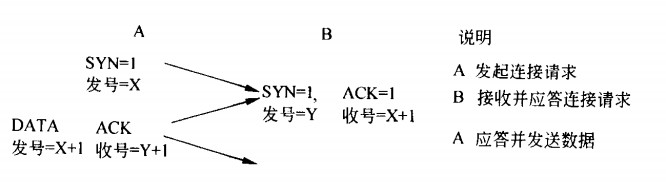 A B 说明
SYN=1 A 发起连接请求
发号=X
SYN=1, ACK=1 B 接收并应答连接请求
发号=Y 收号=X+1
DATA ACK A 应答并发送数据
发号=X+1 收号=Y+1